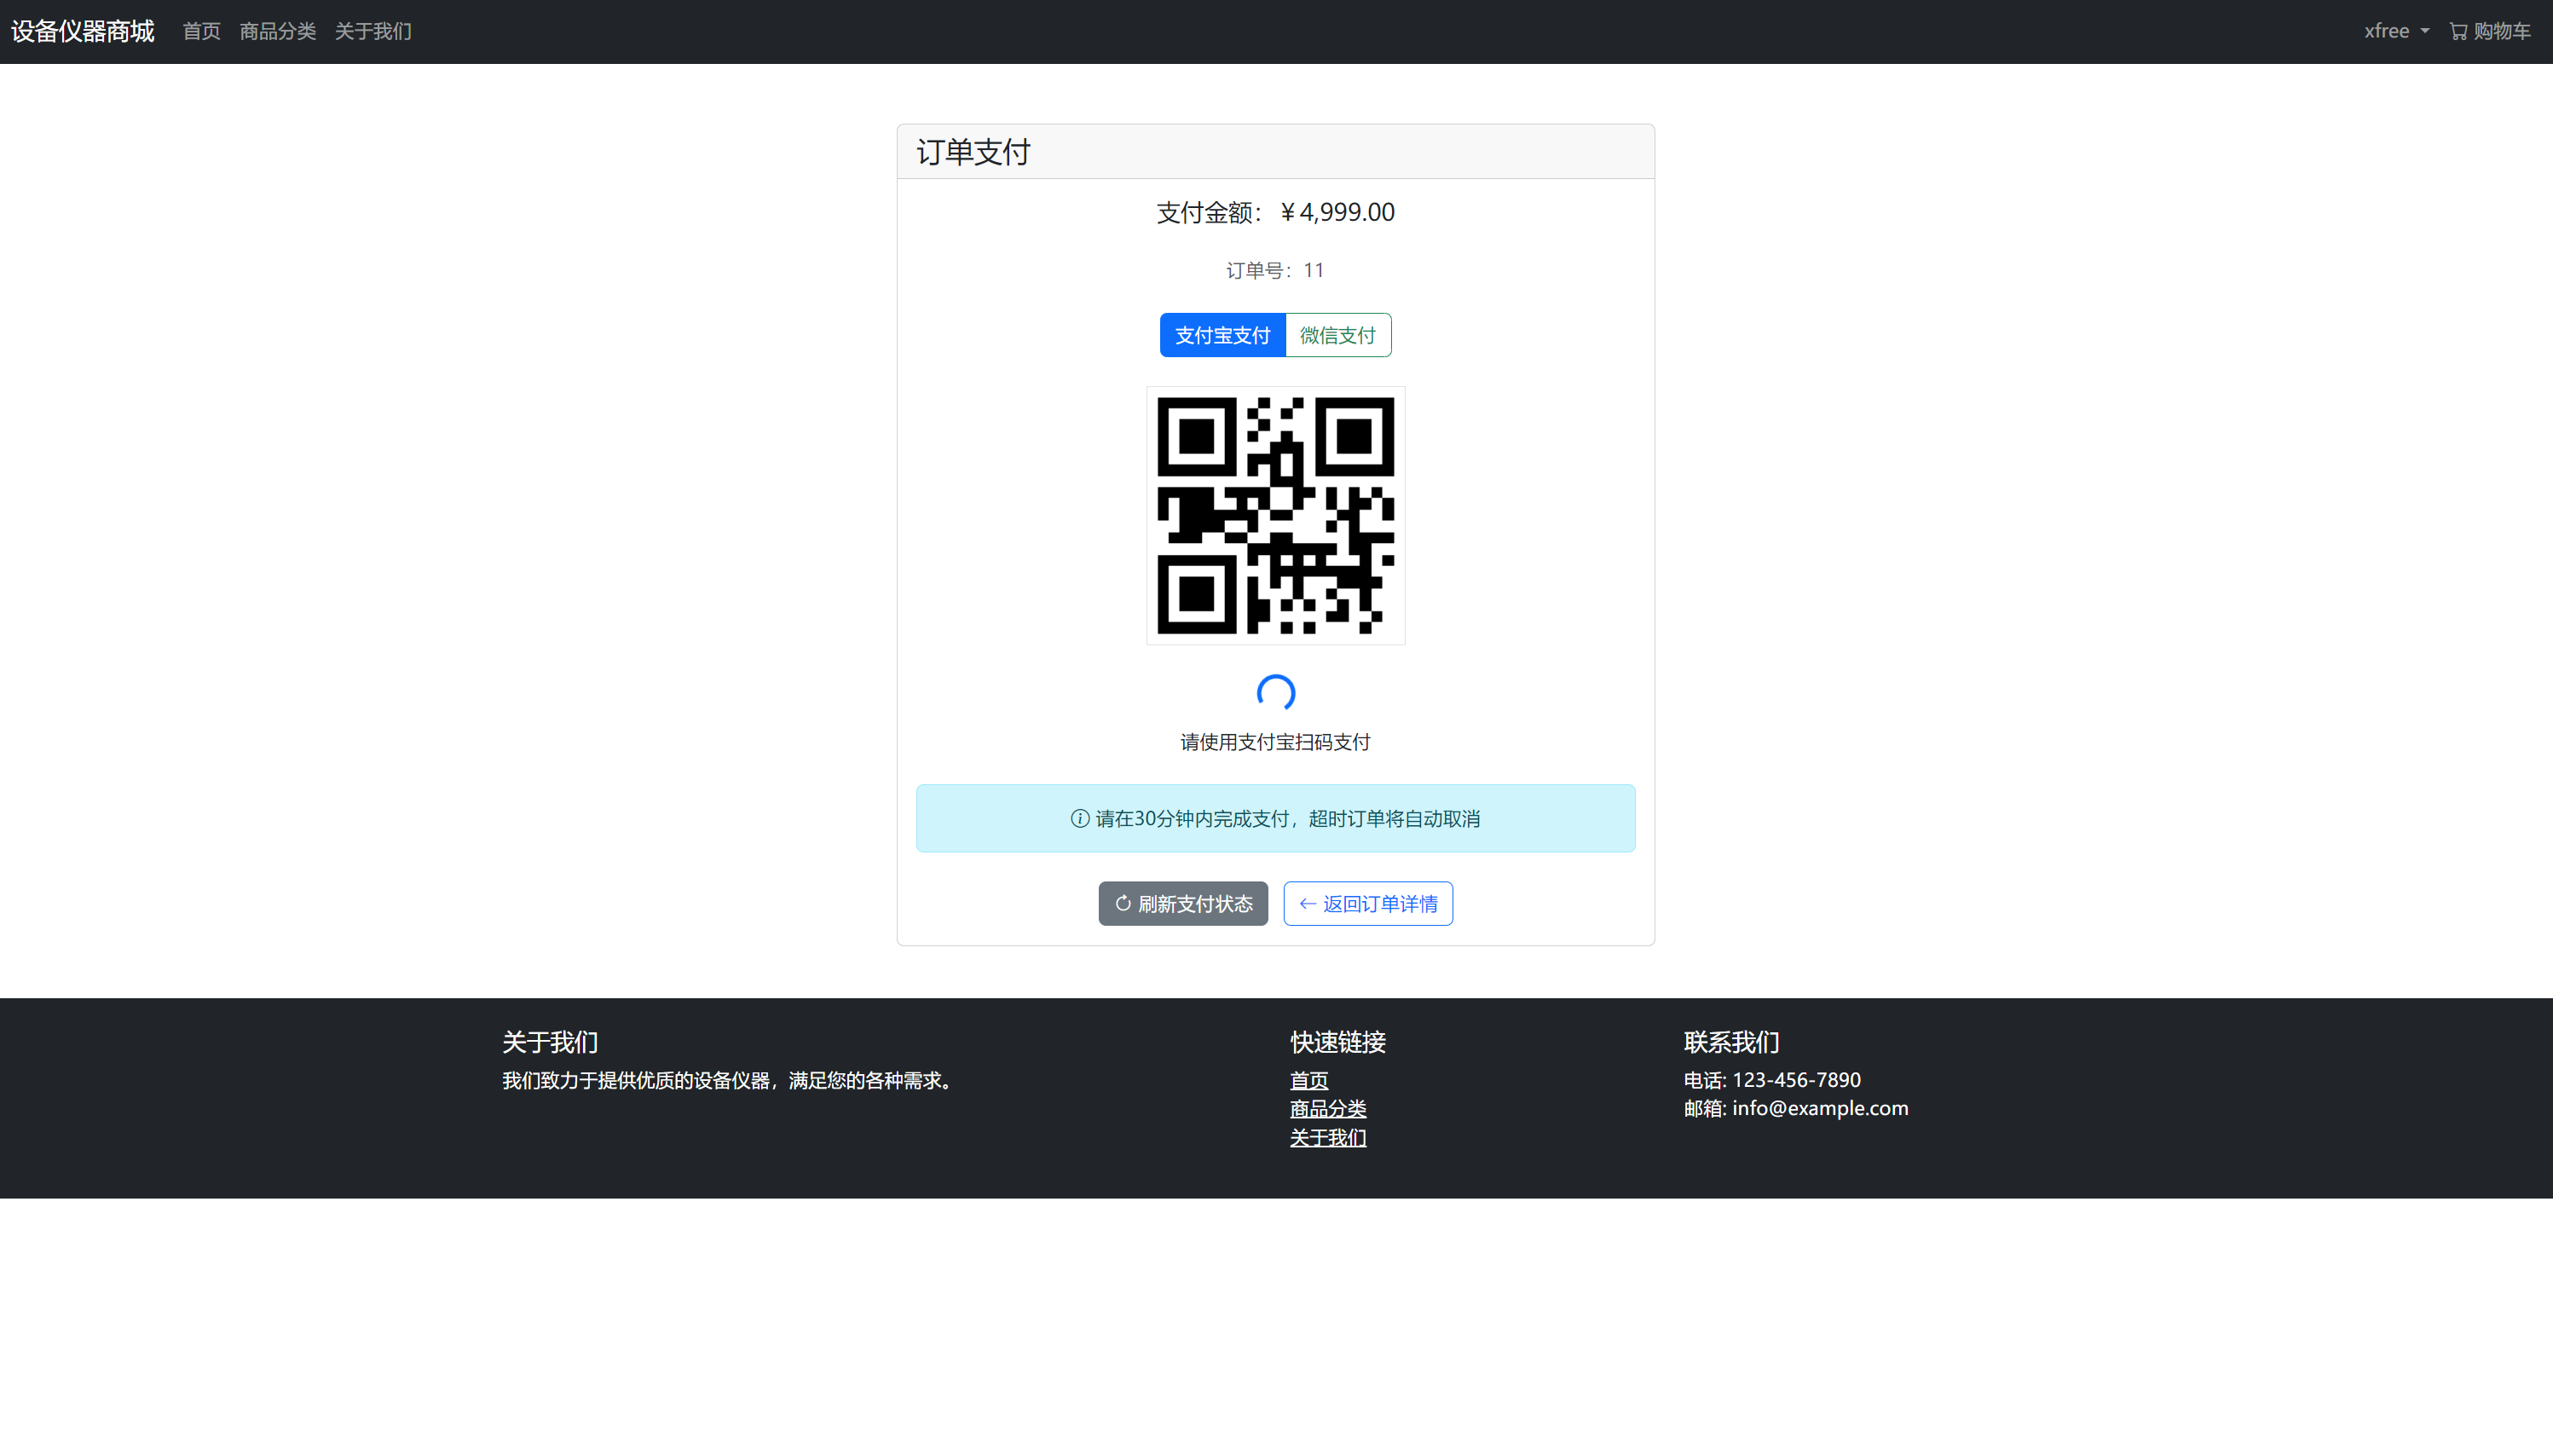 设备仪器商城 首页 商品分类 关于我们 xfree 购物车
订单支付
支付金额：￥4,999.00
订单号：11
支付宝支付 微信支付
请使用支付宝扫码支付
请在30分钟内完成支付，超时订单将自动取消
刷新支付状态 返回订单详情
关于我们
我们致力于提供优质的设备仪器，满足您的各种需求。
快速链接
首页
商品分类
关于我们
联系我们
电话: 123-456-7890
邮箱: info@example.com